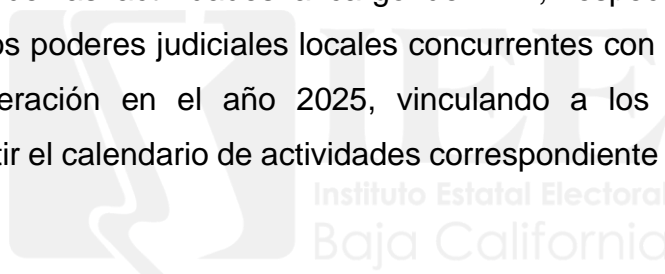 os poderes judiciales locales concurrentes con
eración en el año 2025, vinculando a los
tir el calendario de actividades correspondiente
IEE
Instituto Estatal Electoral
Baja California